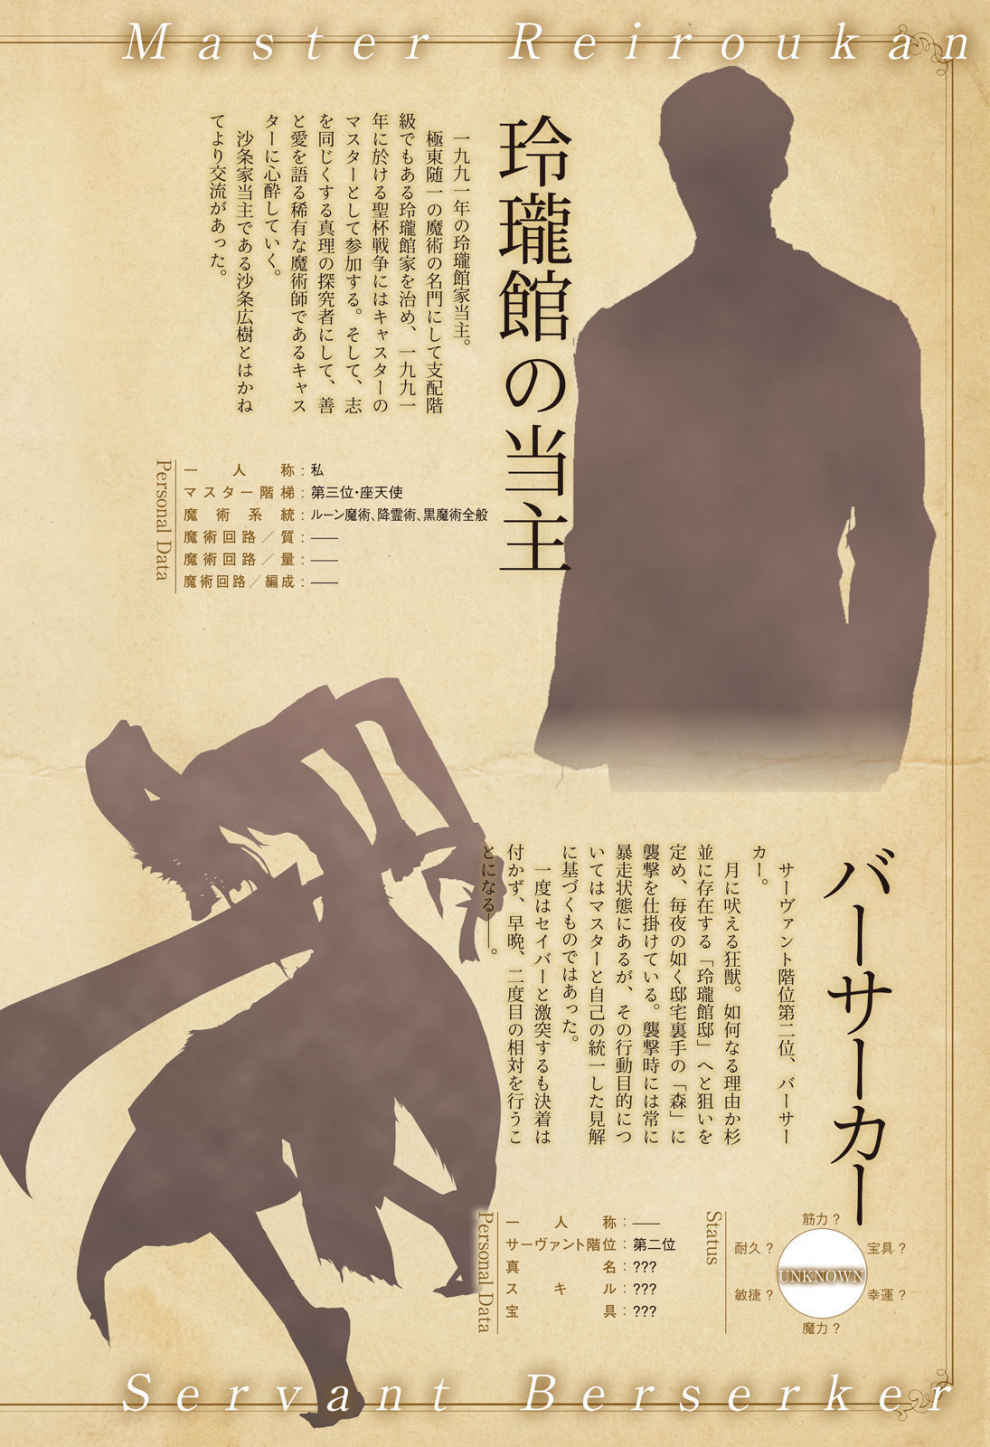 Master Reiroukan
玲瓏館の当主
一九九一年の玲瓏館家当主。
極東随一の魔術の名門にして支配階
級でもある玲瓏館家を治め、一九九一
年に於ける聖杯戦争にはキャスターの
マスターとして参加する。そして、志
を同じくする真理の探究者にして、善
と愛を語る稀有な魔術師であるキャス
ターに心酔していく。
沙条家当主である沙条広樹とはかね
てより交流があった。
Personal Data
一人称：私
マスター階梯：第三位・座天使
魔術系統：ルーン魔術、降霊術、黒魔術全般
魔術回路／質：――
魔術回路／量：――
魔術回路／編成：――
バーサーカー
サーヴァント階位第二位、バーサー
カー。
月に吠える狂獣。如何なる理由か杉
並に存在する「玲瓏館邸」へと狙いを
定め、毎夜の如く邸宅裏手の「森」に
襲撃を仕掛けている。襲撃時には常に
暴走状態にあるが、その行動目的につ
いてはマスターと自己の統一した見解
に基づくものではあった。
一度はセイバーと激突するも決着は
付かず、早晩、二度目の相対を行うこ
とになる――。
Status
筋力？
耐久？
宝具？
UNKNOWN
敏捷？
幸運？
魔力？
Personal Data
一人称：――
サーヴァント階位：第二位
真名：???
スキル：???
宝具：???
Servant Berserker